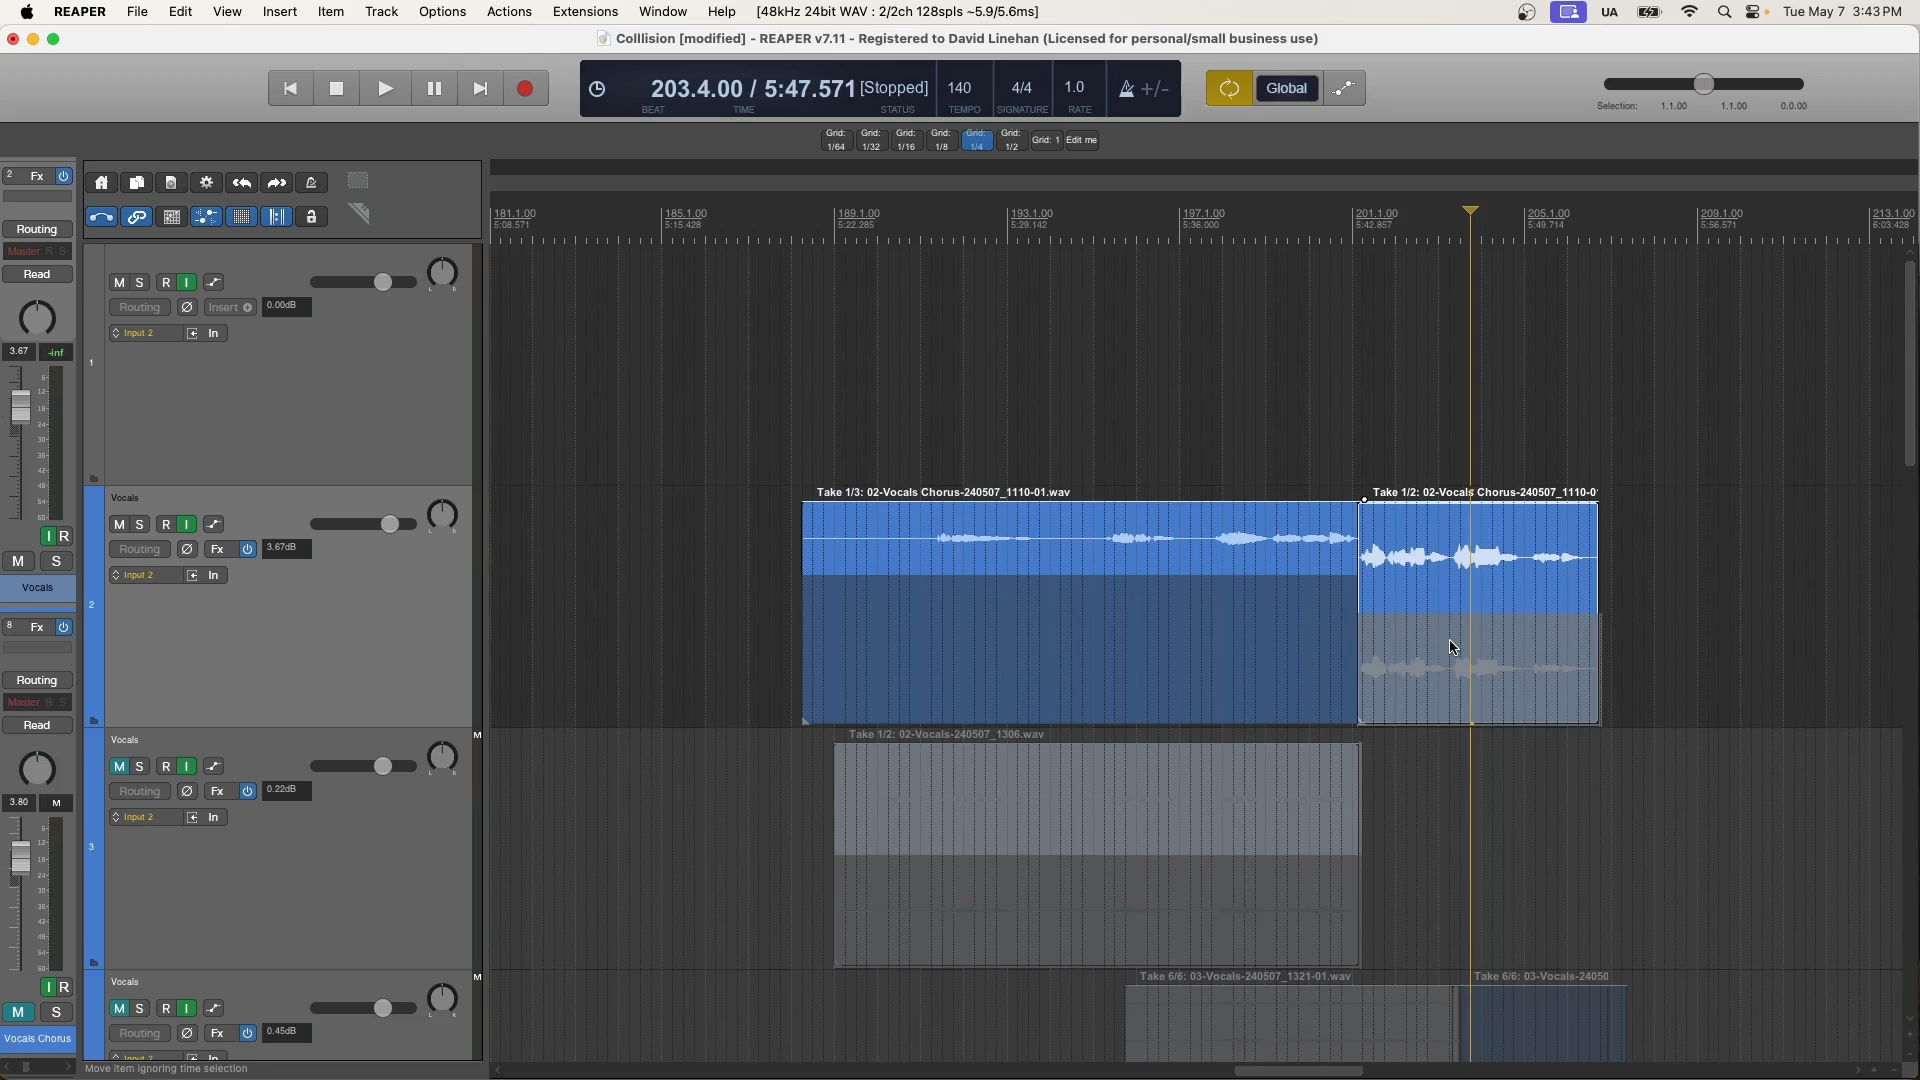 REAPER File Edit View Insert Item Track Options Actions Extensions Window Help [48kHz 24bit WAV : 2/2ch 128spls ~5.9/5.6ms] UA Tue May 7 3:43 PM
Colllision [modified] - REAPER v7.11 - Registered to David Linehan (Licensed for personal/small business use)
203.4.00 / 5:47.571 [Stopped] 140 4/4 1.0 +/- Global
BEAT TIME STATUS TEMPO SIGNATURE RATE
Selection: 1.1.00 1.1.00 0.0.00
Grid: 1/64 Grid: 1/32 Grid: 1/16 Grid: 1/8 Grid: 1/4 Grid: 1/2 Grid: 1 Edit me
2 Fx
Routing
Master R S
Read
3.67 -inf
I R
M S
Vocals
8 Fx
Routing
Master R S
Read
3.80 M
I R
M S
Vocals Chorus
181.1.00 185.1.00 189.1.00 193.1.00 197.1.00 201.1.00 205.1.00 209.1.00 213.1.00
5:08.571 5:15.428 5:22.285 5:29.142 5:36.000 5:42.857 5:49.714 5:56.571 6:03.428
M S R I
L R
Routing Ø Insert 0.00dB
Input 2 In
1
Vocals
M S R I
L R
Routing Ø Fx 3.67dB
Input 2 In
2
Take 1/3: 02-Vocals Chorus-240507_1110-01.wav
Take 1/2: 02-Vocals Chorus-240507_1110-0
Vocals
M
M S R I
L R
Routing Ø Fx 0.22dB
Input 2 In
3
Take 1/2: 02-Vocals-240507_1306.wav
Vocals
M
M S R I
L R
Routing Ø Fx 0.45dB
Input 2 In
Take 6/6: 03-Vocals-240507_1321-01.wav
Take 6/6: 03-Vocals-24050
Move item ignoring time selection